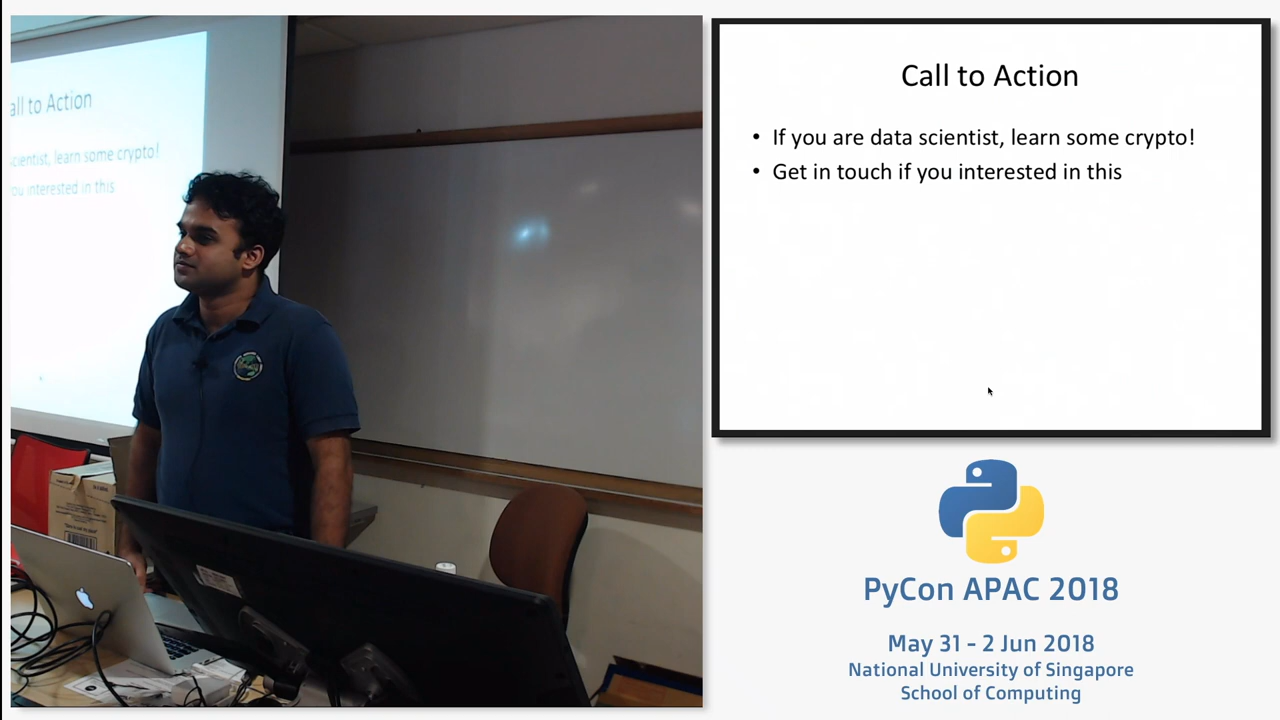 all to Action
scientist, learn some crypto!
ou interested in this
Call to Action
• If you are data scientist, learn some crypto!
• Get in touch if you interested in this
PyCon APAC 2018
May 31 - 2 Jun 2018
National University of Singapore
School of Computing